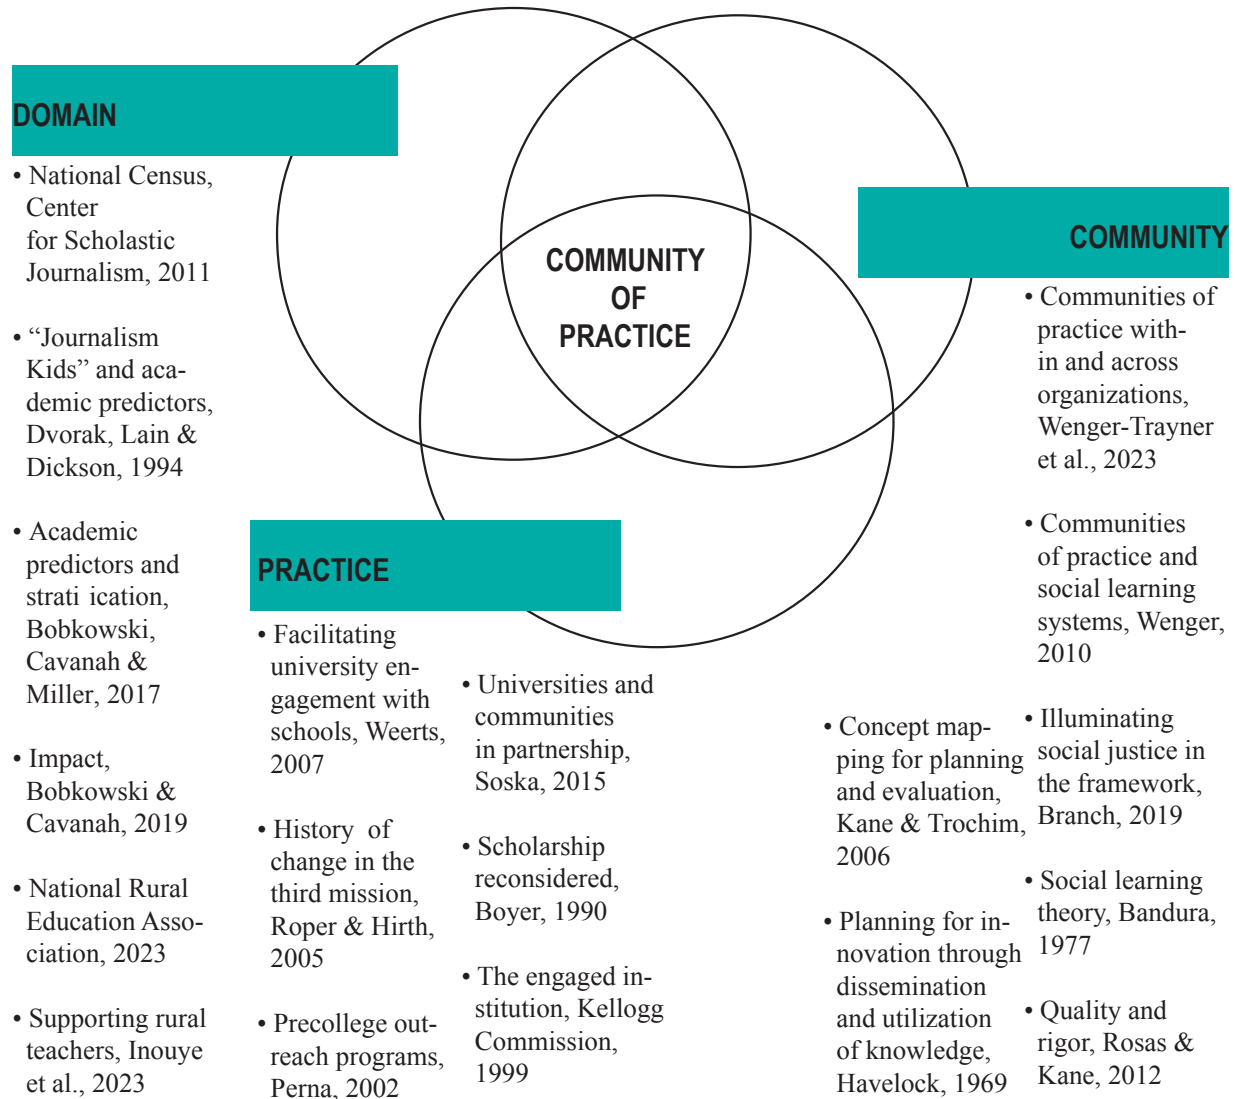 DOMAIN
• National Census,
Center
for Scholastic
Journalism, 2011
• “Journalism
Kids” and aca-
demic predictors,
Dvorak, Lain &
Dickson, 1994
• Academic
predictors and
strati ication,
Bobkowski,
Cavanah &
Miller, 2017
• Impact,
Bobkowski &
Cavanah, 2019
• National Rural
Education Asso-
ciation, 2023
• Supporting rural
teachers, Inouye
et al., 2023
COMMUNITY
OF
PRACTICE
PRACTICE
• Facilitating
university en-
gagement with
schools, Weerts,
2007
• History of
change in the
third mission,
Roper & Hirth,
2005
• Precollege out-
reach programs,
Perna, 2002
• Universities and
communities
in partnership,
Soska, 2015
• Scholarship
reconsidered,
Boyer, 1990
• The engaged in-
stitution, Kellogg
Commission,
1999
COMMUNITY
• Communities of
practice with-
in and across
organizations,
Wenger-Trayner
et al., 2023
• Communities
of practice and
social learning
systems, Wenger,
2010
• Illuminating
social justice in
the framework,
Branch, 2019
• Social learning
theory, Bandura,
1977
• Quality and
rigor, Rosas &
Kane, 2012
• Concept map-
ping for planning
and evaluation,
Kane & Trochim,
2006
• Planning for in-
novation through
dissemination
and utilization
of knowledge,
Havelock, 1969